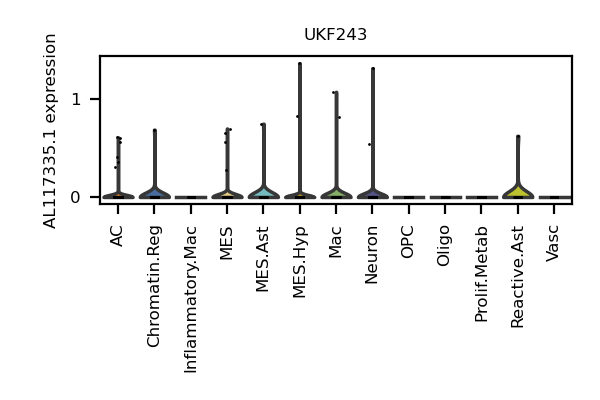 UKF243
AL117335.1 expression
1
0
AC
Chromatin.Reg
Inflammatory.Mac
MES
MES.Ast
MES.Hyp
Mac
Neuron
OPC
Oligo
Prolif.Metab
Reactive.Ast
Vasc